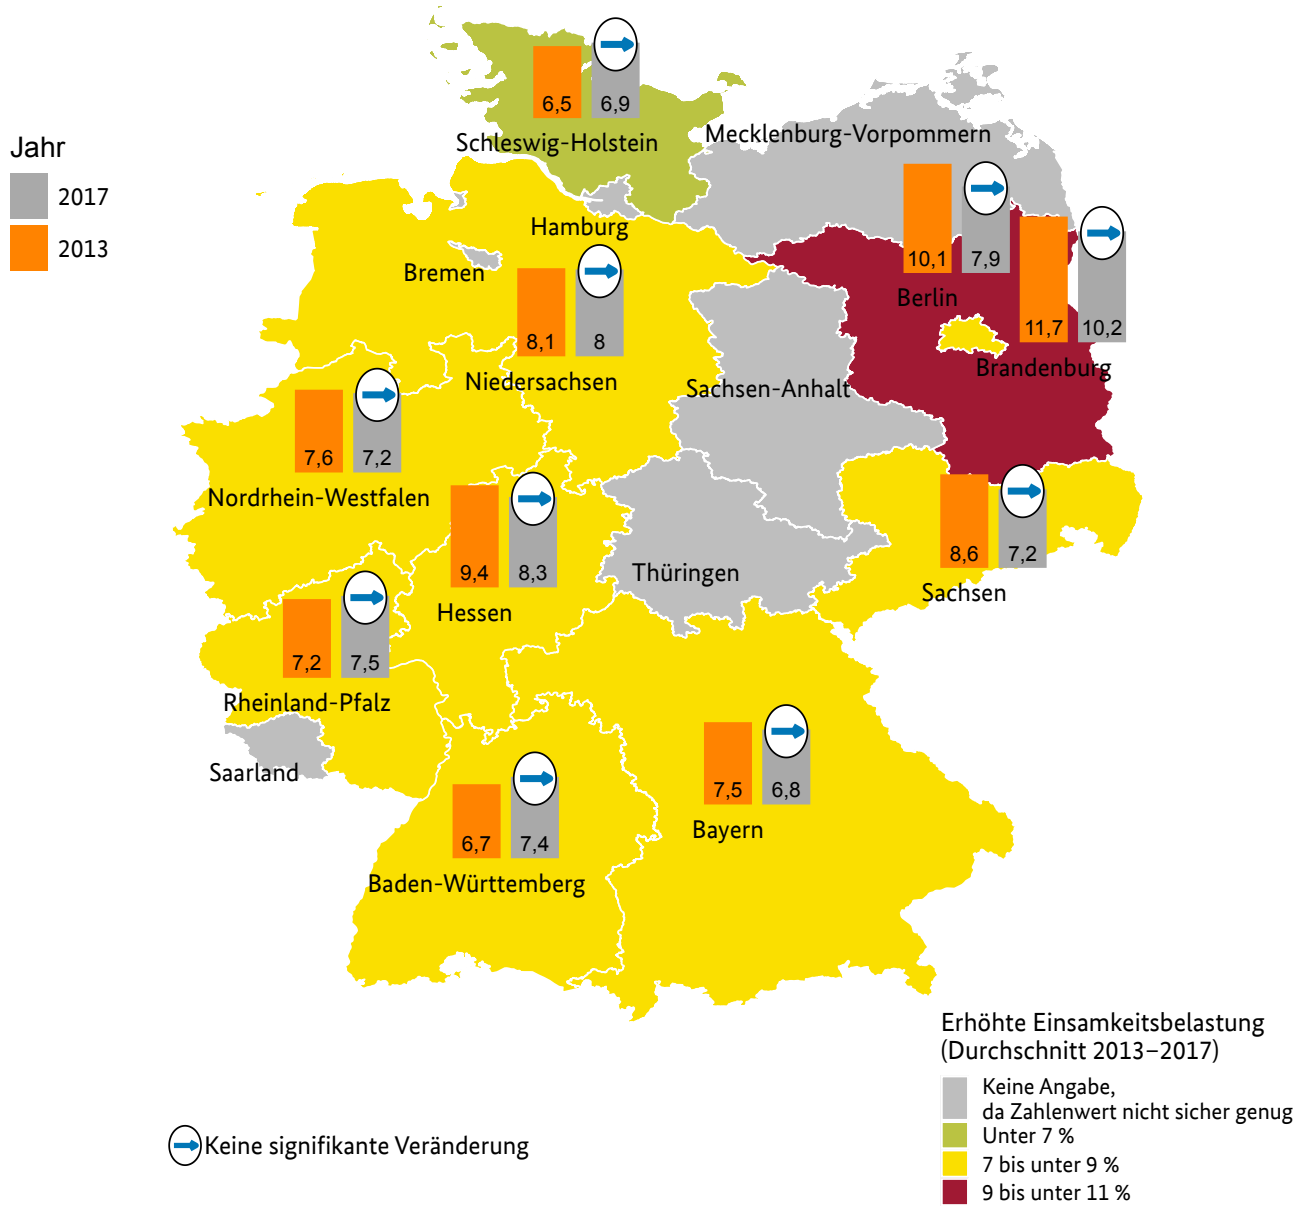 Jahr
2017
2013
6,5
6,9
Schleswig-Holstein
Mecklenburg-Vorpommern
Hamburg
Bremen
10,1
7,9
Berlin
8,1
8
Niedersachsen
11,7
10,2
Brandenburg
Sachsen-Anhalt
7,6
7,2
Nordrhein-Westfalen
9,4
8,3
Hessen
Thüringen
8,6
7,2
Sachsen
7,2
7,5
Rheinland-Pfalz
Saarland
7,5
6,8
Bayern
6,7
7,4
Baden-Württemberg
Erhöhte Einsamkeitsbelastung
(Durchschnitt 2013–2017)
Keine Angabe,
da Zahlenwert nicht sicher genug
Unter 7 %
7 bis unter 9 %
9 bis unter 11 %
Keine signifikante Veränderung